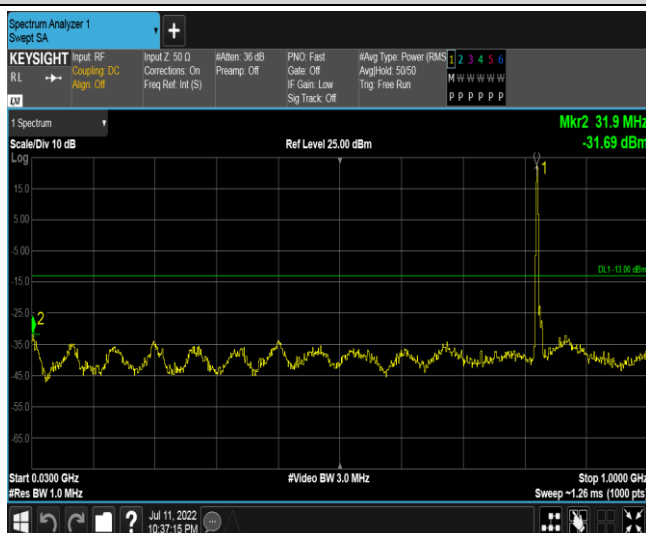 Spectrum Analyzer 1
Swept SA
+
KEYSIGHT
RL
LXI
Input: RF
Coupling: DC
Align: Off
Input Z: 50 Ω
Corrections: On
Freq Ref: Int (S)
#Atten: 36 dB
Preamp: Off
PNO: Fast
Gate: Off
IF Gain: Low
Sig Track: Off
#Avg Type: Power (RMS
Avg|Hold: 50/50
Trig: Free Run
1 2 3 4 5 6
M W W W W W
P P P P P P
1 Spectrum
Mkr2 31.9 MHz
Scale/Div 10 dB
Ref Level 25.00 dBm
-31.69 dBm
Log
1
15.0
5.00
-5.00
DL1 -13.00 dBm
-15.0
-25.0
2
-35.0
-45.0
-55.0
-65.0
Start 0.0300 GHz
#Video BW 3.0 MHz
Stop 1.0000 GHz
#Res BW 1.0 MHz
Sweep ~1.26 ms (1000 pts)
?
Jul 11, 2022
10:37:15 PM